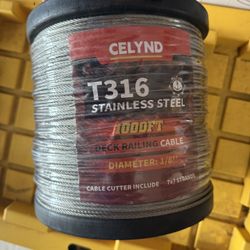 CELYND
T316
STAINLESS STEEL
1000FT
DECK RAILING CABLE
DIAMETER: 1/8"
CABLE CUTTER INCLUDE
7x7 STRANDS